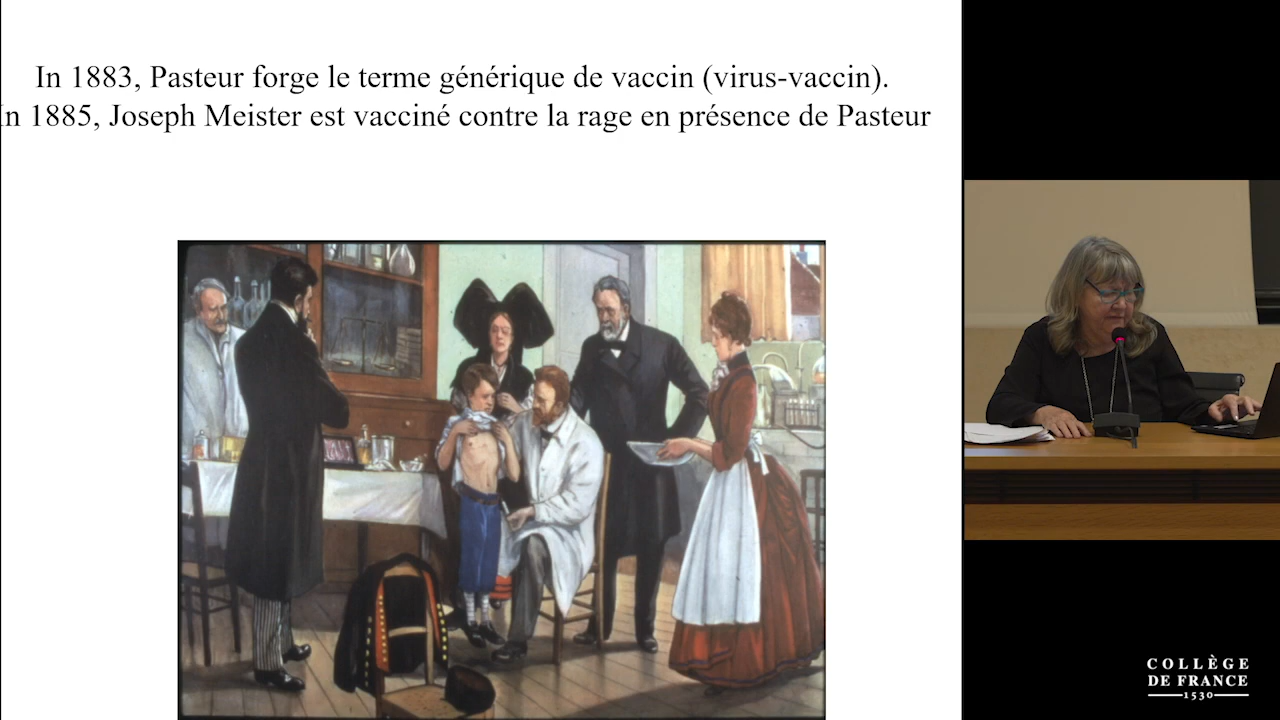 In 1883, Pasteur forge le terme générique de vaccin (virus-vaccin).
In 1885, Joseph Meister est vacciné contre la rage en présence de Pasteur
COLLÈGE
DE FRANCE
1530